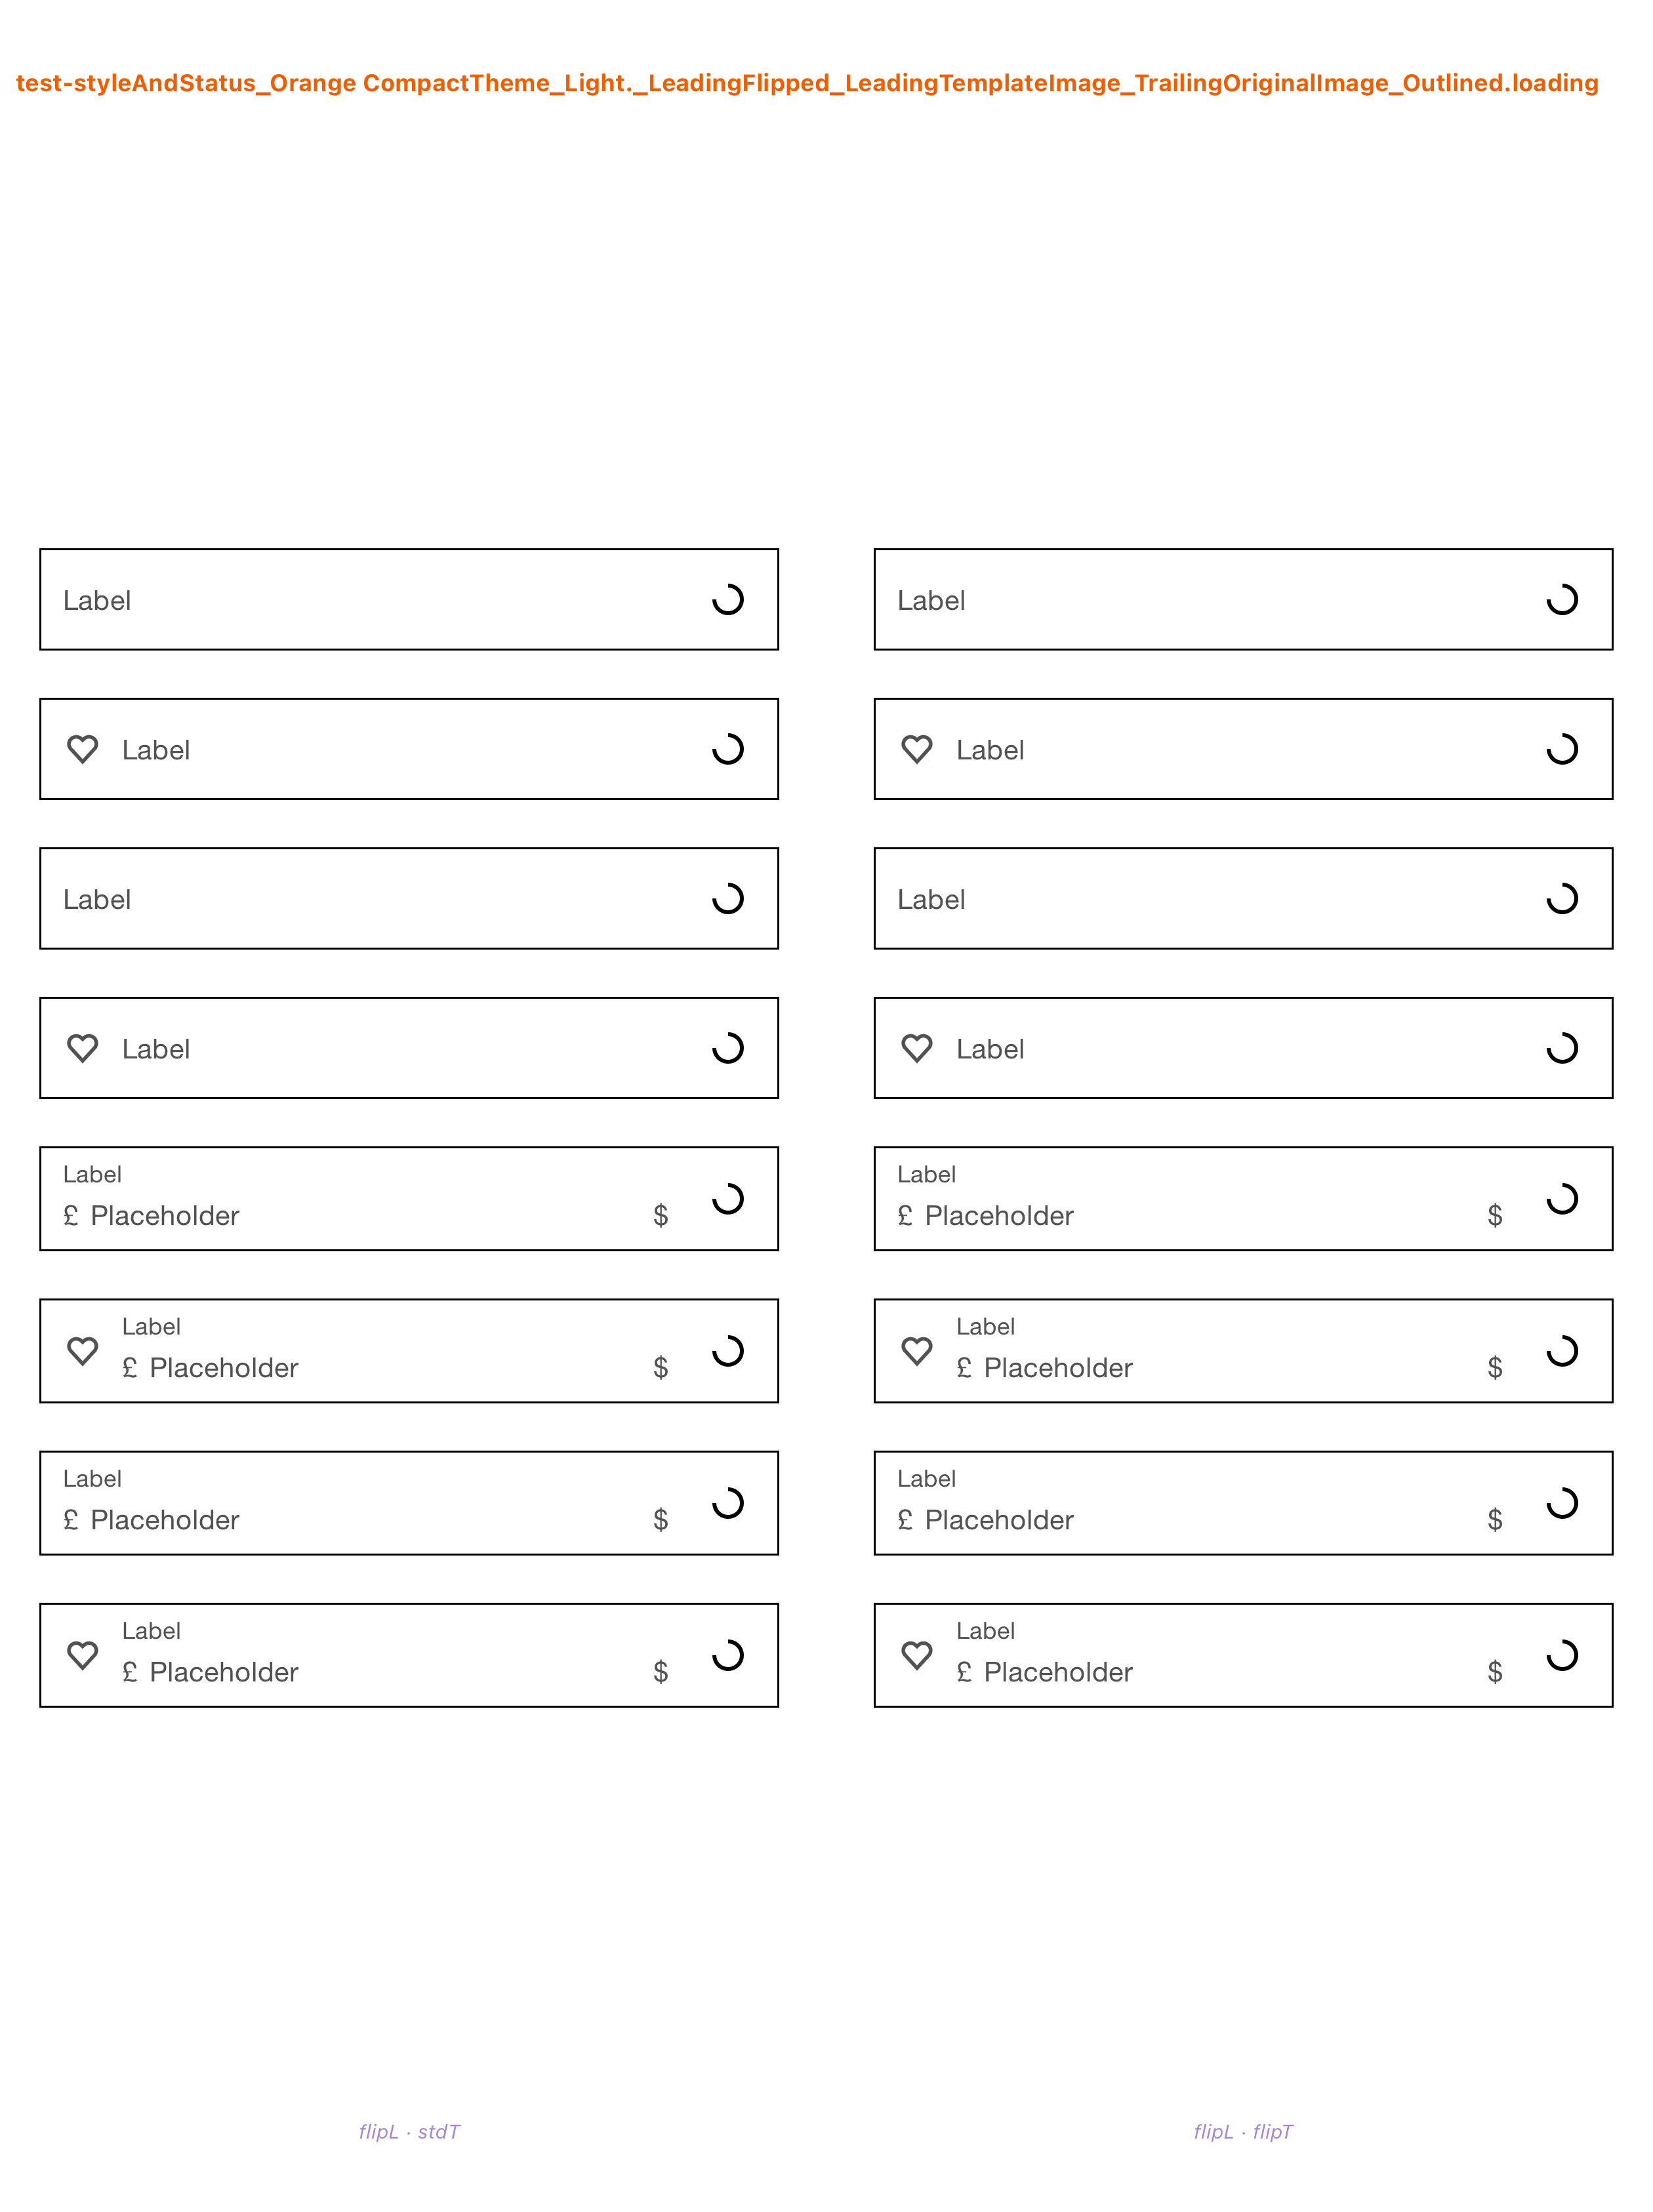 test-styleAndStatus_Orange CompactTheme_Light._LeadingFlipped_LeadingTemplateImage_TrailingOriginalImage_Outlined.loading
Label
Label
Label
Label
Label
Label
Label
Label
Label
Label
£ Placeholder $
£ Placeholder $
Label
Label
£ Placeholder $
£ Placeholder $
Label
Label
£ Placeholder $
£ Placeholder $
Label
Label
£ Placeholder $
£ Placeholder $
flipL · stdT
flipL · flipT